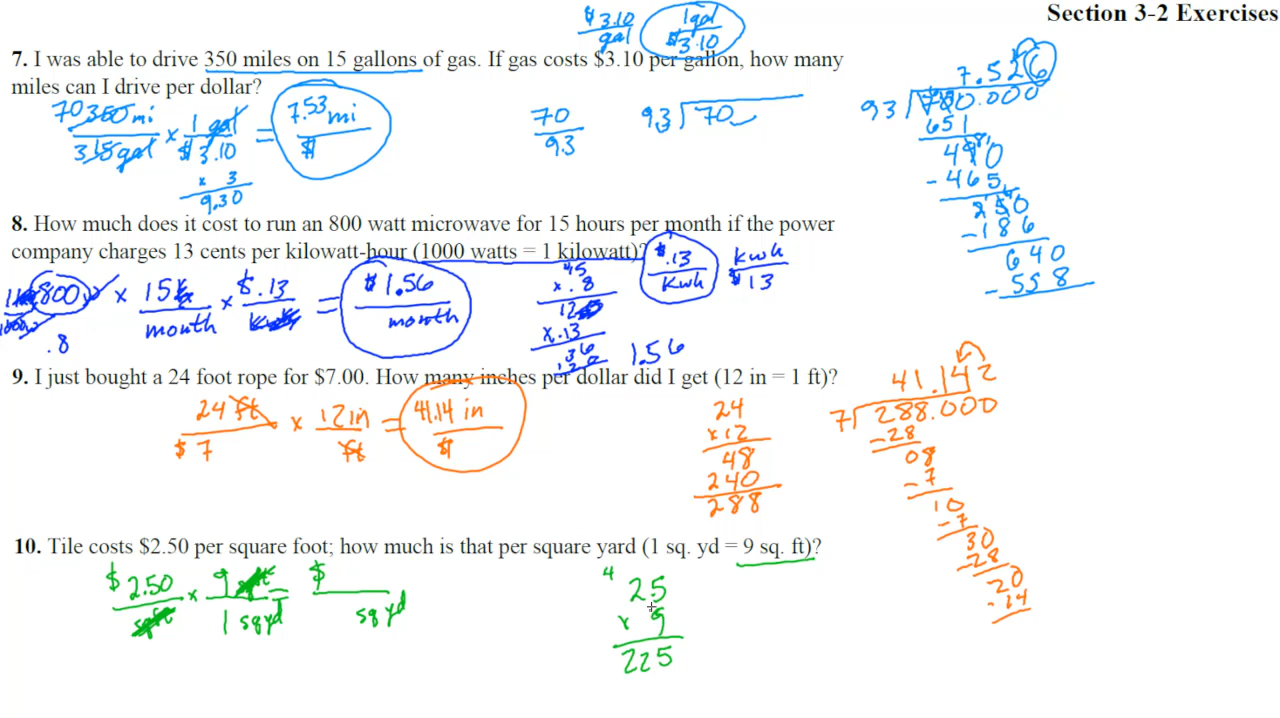 Section 3-2 Exercises
$3.10
gal
1gal
$3.10
7. I was able to drive 350 miles on 15 gallons of gas. If gas costs $3.10 per gallon, how many
miles can I drive per dollar?
70 350 mi
3 15 gal
x
1 gal
$3.10
=
7.53 mi
$
x 3
9.30
70
93
93 70
7.526
93 700.000
651
490
- 465
250
- 186
640
- 558
8. How much does it cost to run an 800 watt microwave for 15 hours per month if the power
company charges 13 cents per kilowatt-hour (1000 watts = 1 kilowatt)?
$.13
kwh
kwh
$.13
800 w
.8
x
15 h
month
x
$.13
kwh
=
$1.56
month
15
x .8
12.0
x .13
36
120
1.56
9. I just bought a 24 foot rope for $7.00. How many inches per dollar did I get (12 in = 1 ft)?
24 ft
$ 7
x
12 in
ft
=
41.14 in
$
24
x 12
48
240
288
41.142
7 288.000
- 28
08
- 7
10
- 7
30
- 28
20
- 14
10. Tile costs $2.50 per square foot; how much is that per square yard (1 sq. yd = 9 sq. ft)?
$ 2.50
sq ft
x
9 sq ft
1 sq yd
=
$
sq yd
4
25
x 9
225